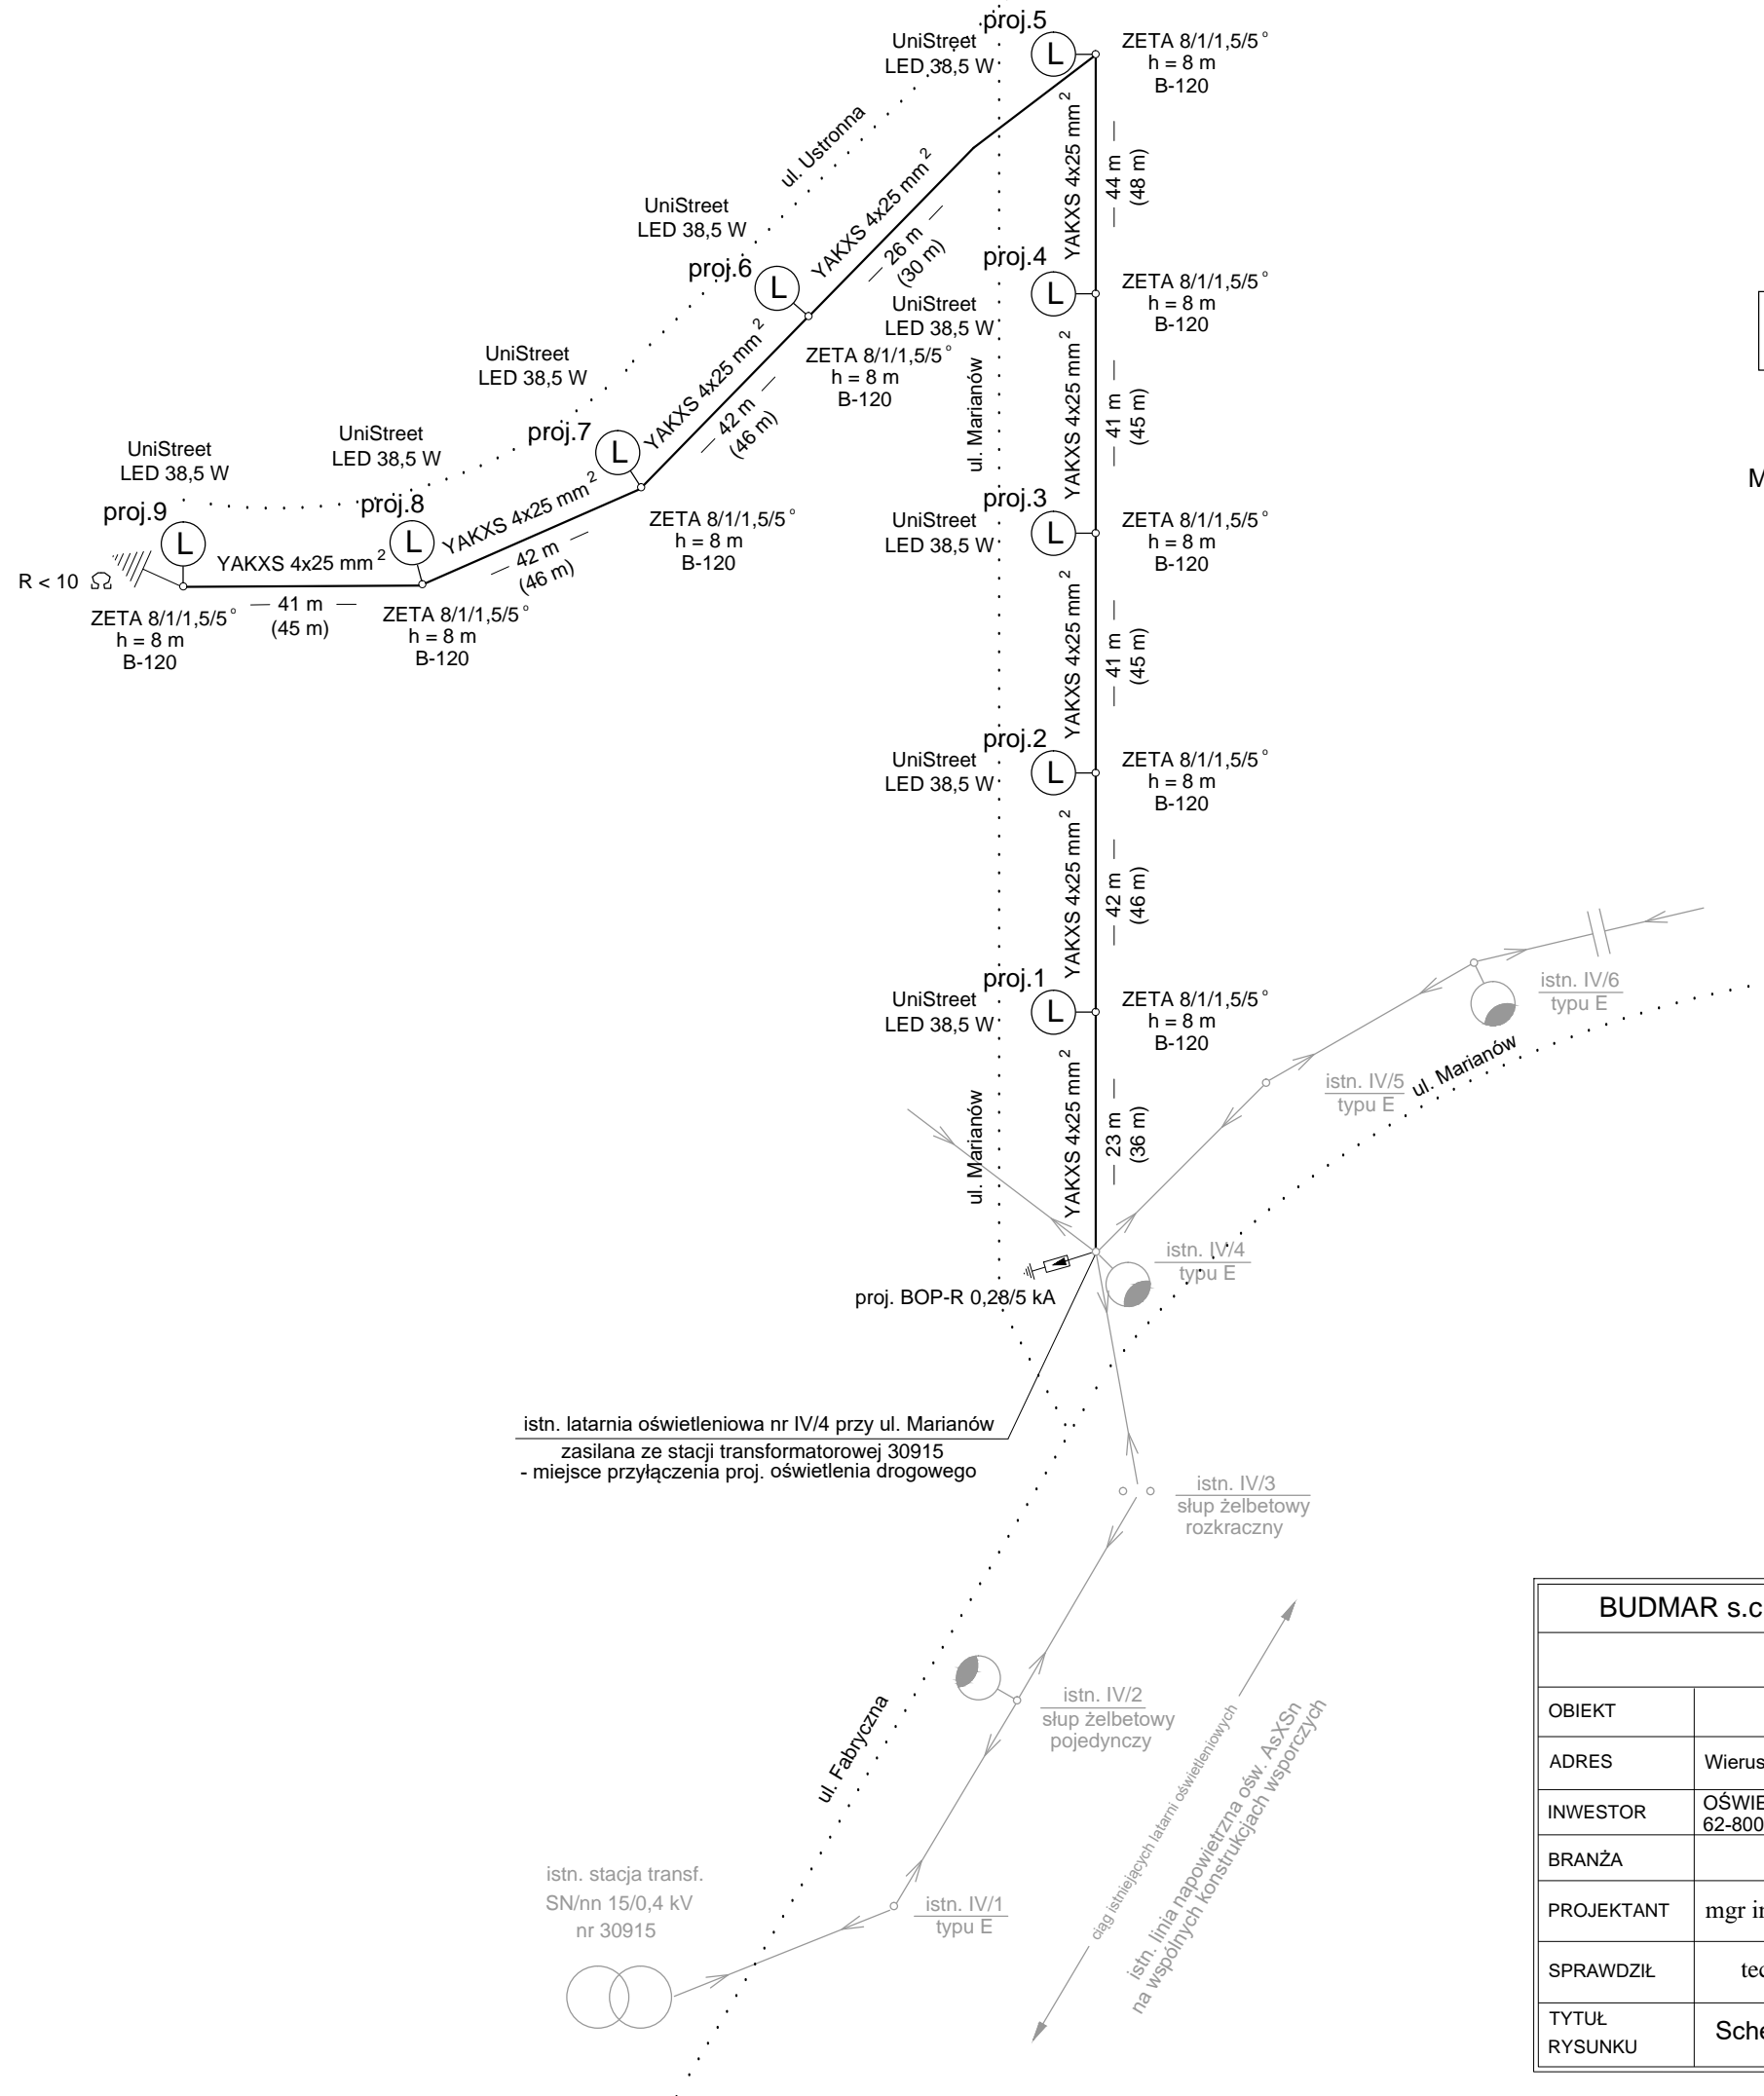 proj.5
UniStreet
LED 38,5 W
L
ZETA 8/1/1,5/5°
h = 8 m
B-120
ul. Ustronna
YAKXS 4x25 mm²
44 m
(48 m)
YAKXS 4x25 mm²
26 m
(30 m)
UniStreet
LED 38,5 W
proj.6
L
ZETA 8/1/1,5/5°
h = 8 m
B-120
proj.4
UniStreet
LED 38,5 W
L
ZETA 8/1/1,5/5°
h = 8 m
B-120
ul. Marianów
YAKXS 4x25 mm²
41 m
(45 m)
YAKXS 4x25 mm²
42 m
(46 m)
UniStreet
LED 38,5 W
proj.7
L
ZETA 8/1/1,5/5°
h = 8 m
B-120
YAKXS 4x25 mm²
42 m
(46 m)
UniStreet
LED 38,5 W
proj.8
L
ZETA 8/1/1,5/5°
h = 8 m
B-120
YAKXS 4x25 mm²
41 m
(45 m)
UniStreet
LED 38,5 W
proj.9
L
R < 10 Ω
ZETA 8/1/1,5/5°
h = 8 m
B-120
M
proj.3
UniStreet
LED 38,5 W
L
ZETA 8/1/1,5/5°
h = 8 m
B-120
YAKXS 4x25 mm²
41 m
(45 m)
proj.2
UniStreet
LED 38,5 W
L
ZETA 8/1/1,5/5°
h = 8 m
B-120
YAKXS 4x25 mm²
42 m
(46 m)
proj.1
UniStreet
LED 38,5 W
L
ZETA 8/1/1,5/5°
h = 8 m
B-120
YAKXS 4x25 mm²
23 m
(36 m)
ul. Marianów
istn. IV/6
typu E
istn. IV/5
typu E
ul. Marianów
istn. IV/4
typu E
proj. BOP-R 0,28/5 kA
istn. latarnia oświetleniowa nr IV/4 przy ul. Marianów
zasilana ze stacji transformatorowej 30915
- miejsce przyłączenia proj. oświetlenia drogowego
istn. IV/3
słup żelbetowy
rozkraczny
istn. IV/2
słup żelbetowy
pojedynczy
ul. Fabryczna
ciąg istniejących latarni oświetleniowych
istn. linia napowietrzna ośw. AsXSn
na wspólnych konstrukcjach wsporczych
istn. IV/1
typu E
istn. stacja transf.
SN/nn 15/0,4 kV
nr 30915
BUDMAR s.c
OBIEKT
ADRES
Wierus
INWESTOR
OŚWIE
62-800
BRANŻA
PROJEKTANT
mgr in
SPRAWDZIŁ
tec
TYTUŁ
RYSUNKU
Sche